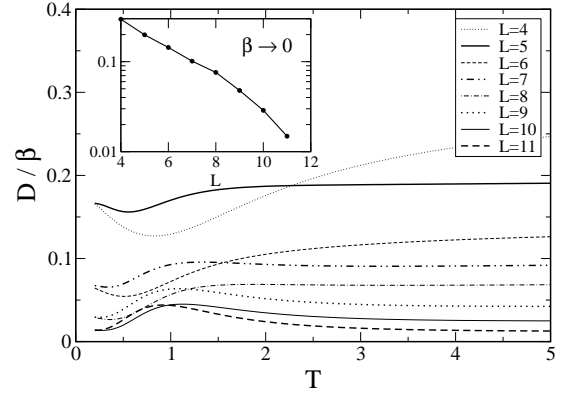 0.4
0.3
0.2
0.1
0
D / β
0 1 2 3 4 5
T
0.1
0.01
4 6 8 10 12
L
β→0
L=4
L=5
L=6
L=7
L=8
L=9
L=10
L=11